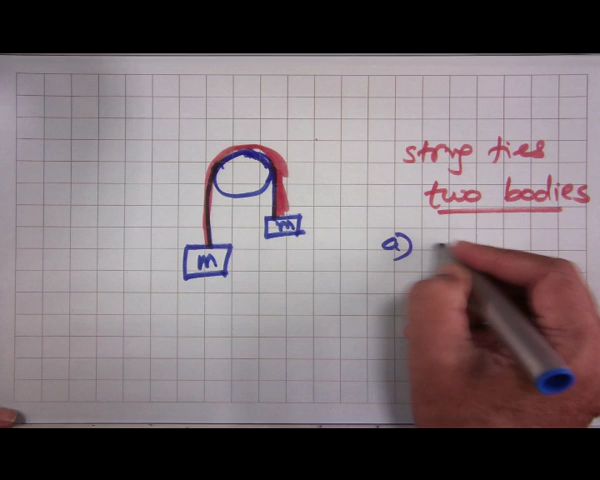 string ties
two bodies
m
m
a)